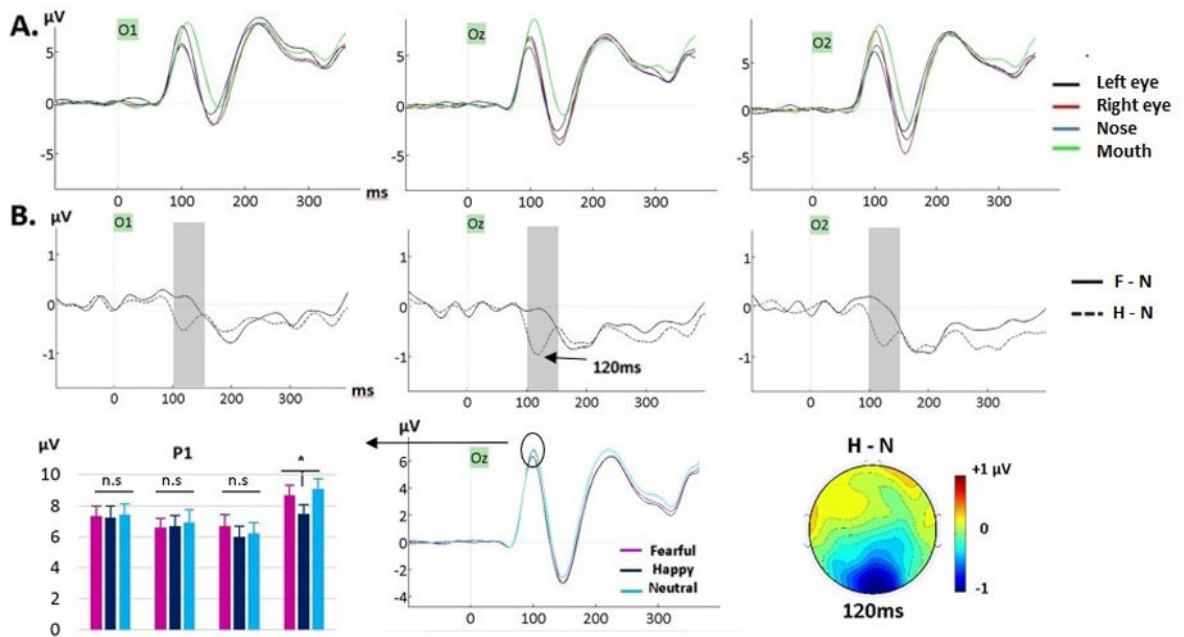 A. μV
O1
Oz
O2
5
0
-5
5
0
-5
5
0
-5
Left eye
Right eye
Nose
Mouth
0 100 200 300
ms
0 100 200 300
0 100 200 300
B. μV
O1
Oz
O2
1
0
-1
1
0
-1
1
0
-1
120ms
F - N
H - N
0 100 200 300
ms
0 100 200 300
0 100 200 300
μV
P1
10
8
6
4
2
0
n.s
n.s
n.s
*
μV
Oz
6
4
2
0
-2
-4
0 100 200 300
Fearful
Happy
Neutral
H - N
+1 μV
0
-1
120ms